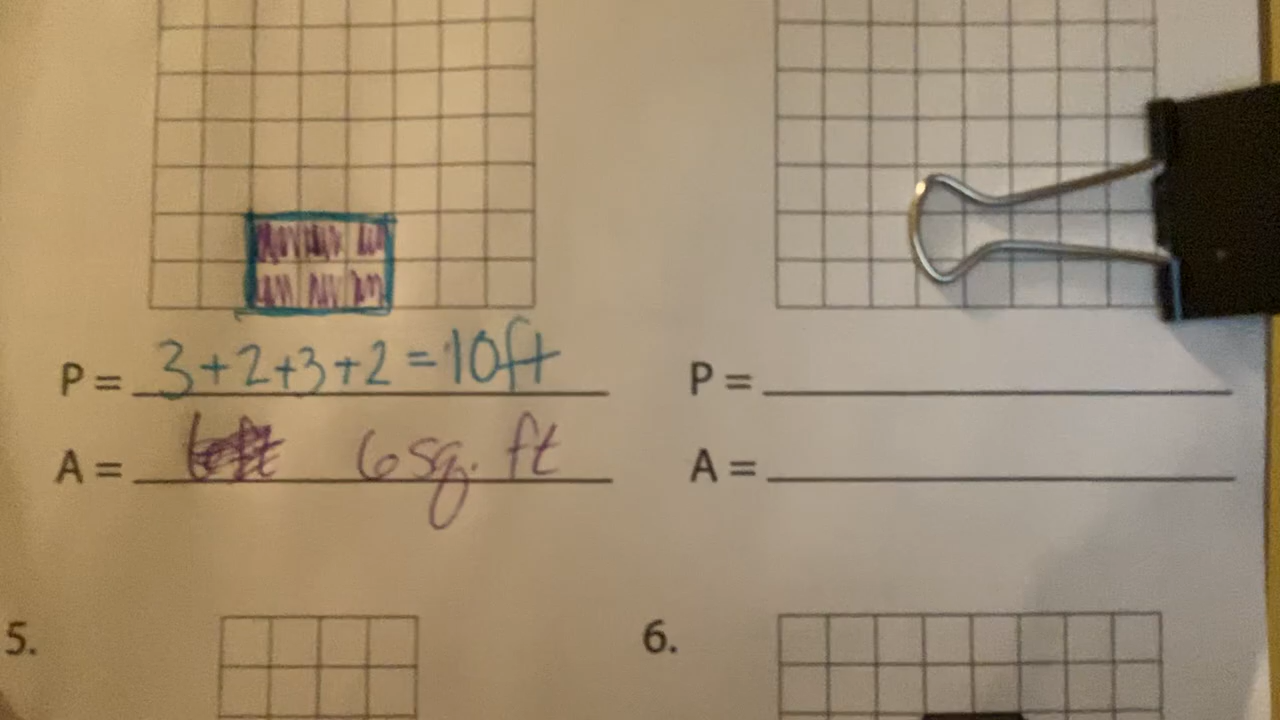 P = 3+2+3+2 = 10ft
P =
A = 6 sq. ft
A =
5.
6.